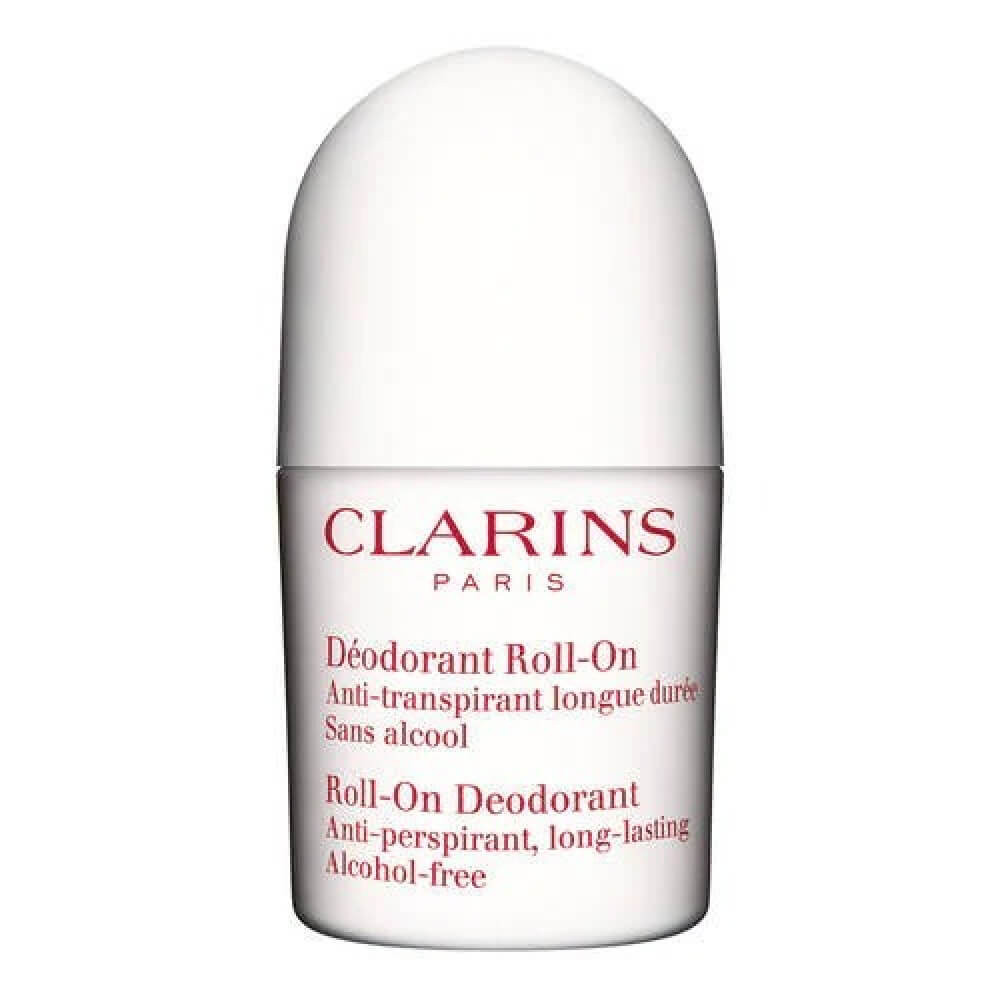 CLARINS
PARIS
Déodorant Roll-On
Anti-transpirant longue durée
Sans alcool
Roll-On Deodorant
Anti-perspirant, long-lasting
Alcohol-free